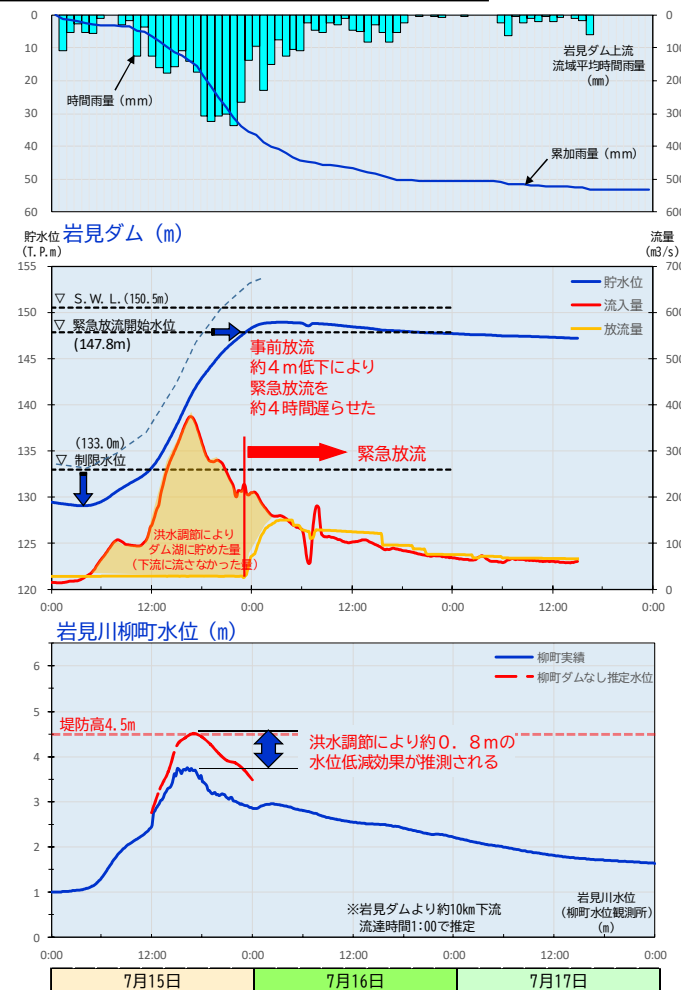 0
10
20
30
40
50
60
0
100
200
300
400
500
600
岩見ダム上流
流域平均時間雨量
(mm)
時間雨量（mm）
累加雨量（mm）
貯水位
(T.P.m)
岩見ダム（m）
流量
(m3/s)
155
150
145
140
135
130
125
120
700
600
500
400
300
200
100
0
▽ S.W.L.(150.5m)
▽ 緊急放流開始水位
(147.8m)
貯水位
流入量
放流量
事前放流
約４ｍ低下により
緊急放流を
約４時間遅らせた
緊急放流
(133.0m)
▽ 制限水位
洪水調節により
ダム湖に貯めた量
（下流に流さなかった量）
0:00 12:00 0:00 12:00 0:00 12:00 0:00
岩見川柳町水位（m）
6
5
4
3
2
1
0
柳町実績
柳町ダムなし推定水位
堤防高4.5m
洪水調節により約０．８ｍの
水位低減効果が推測される
※岩見ダムより約10km下流
流達時間1:00で推定
岩見川水位
(柳町水位観測所)
(m)
0:00 12:00 0:00 12:00 0:00 12:00 0:00
7月15日 7月16日 7月17日